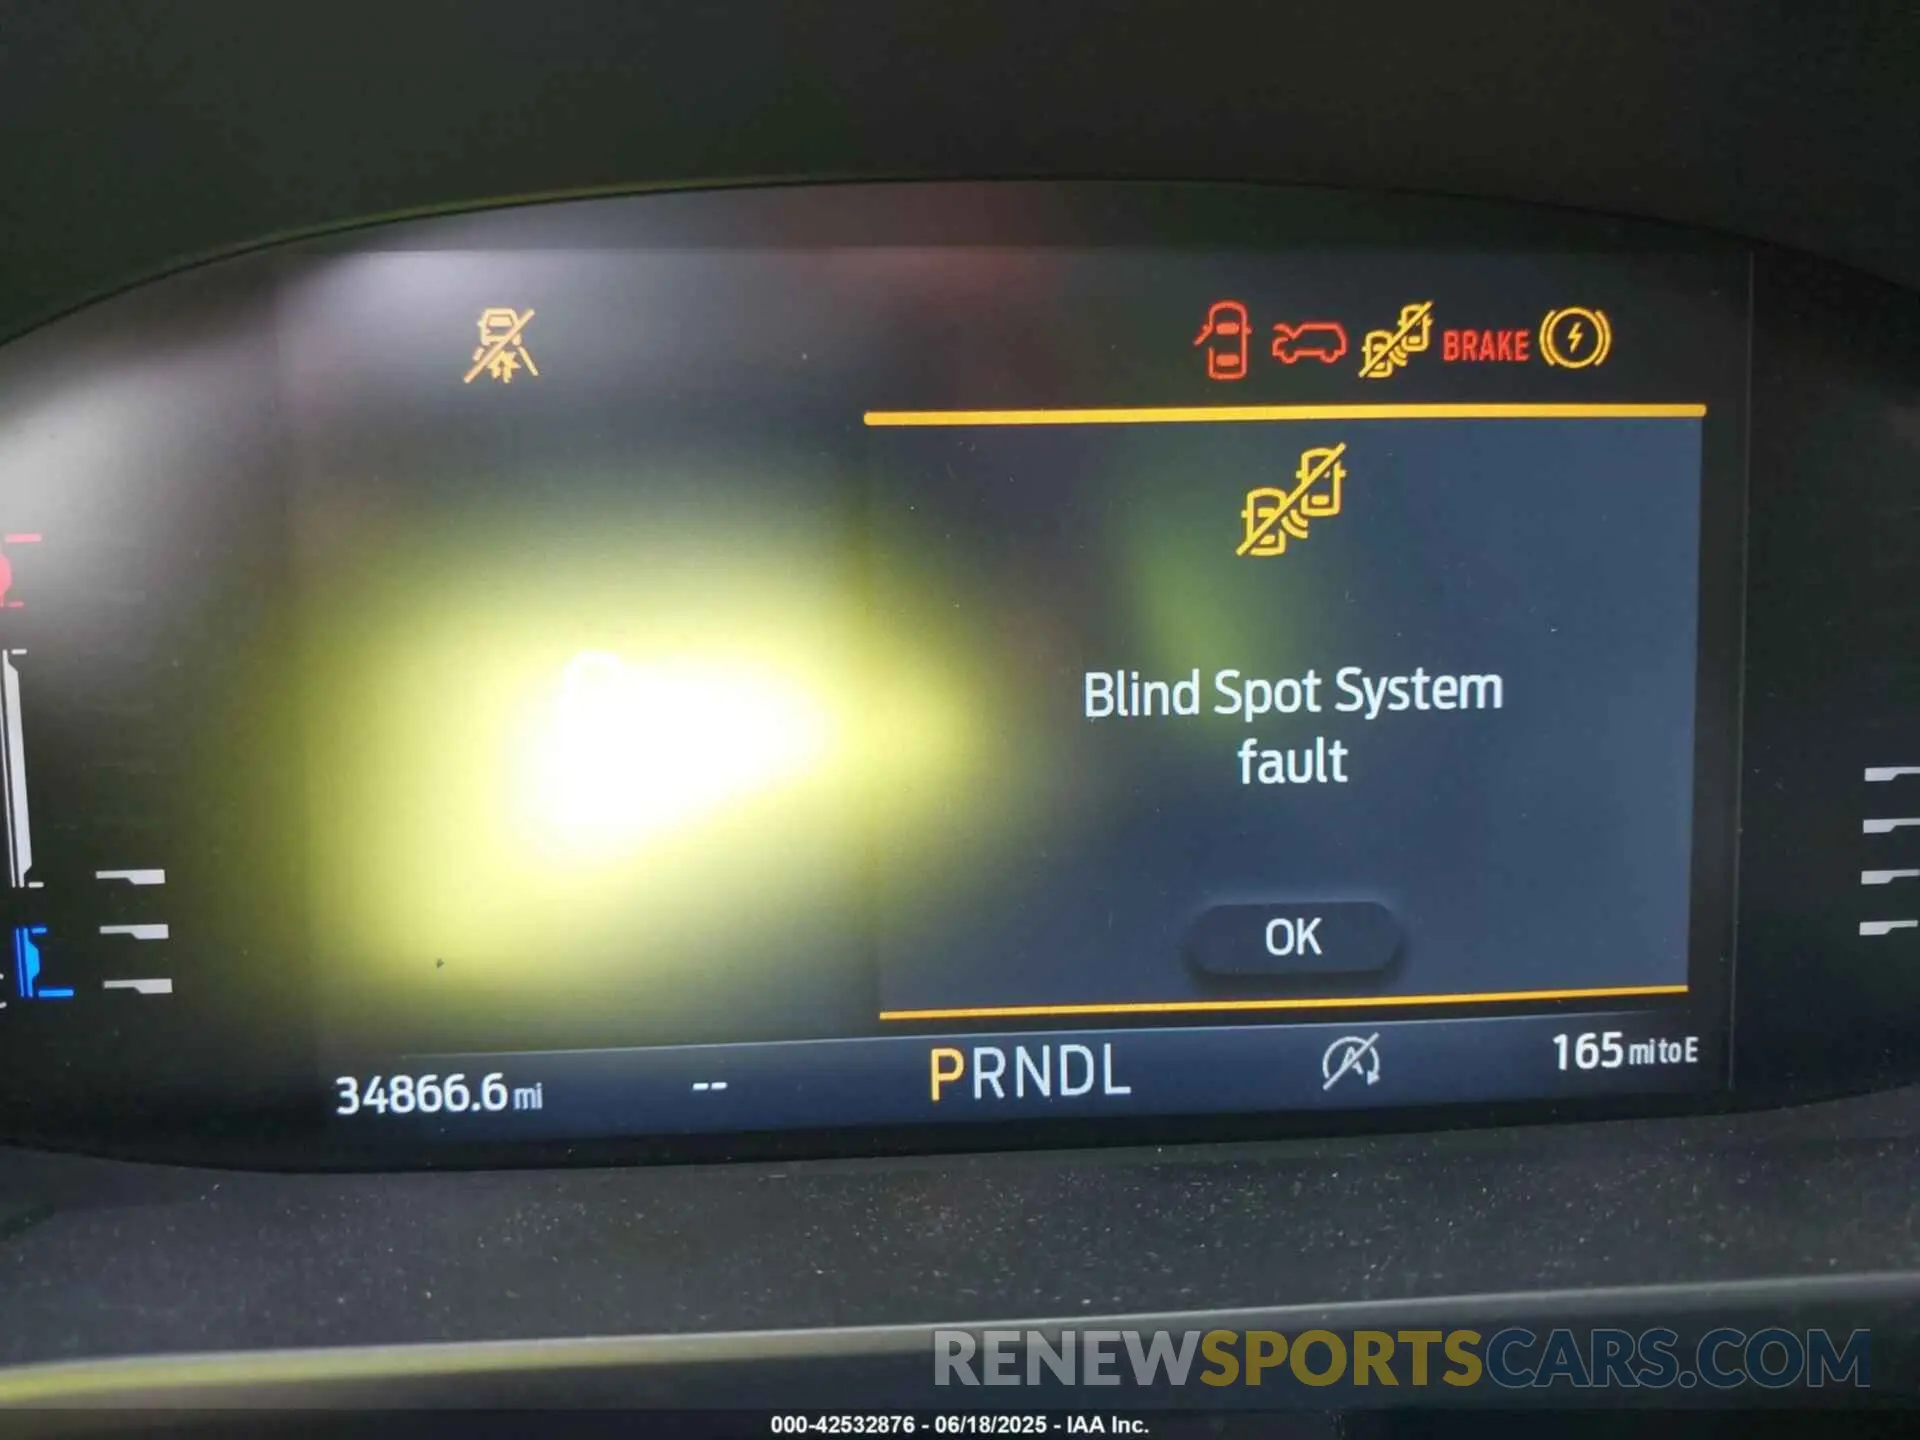 BRAKE
Blind Spot System
fault
OK
34866.6 mi -- PRNDL 165 mi to E
RENEWSPORTSCARS.COM
000-42532876 - 06/18/2025 - IAA Inc.